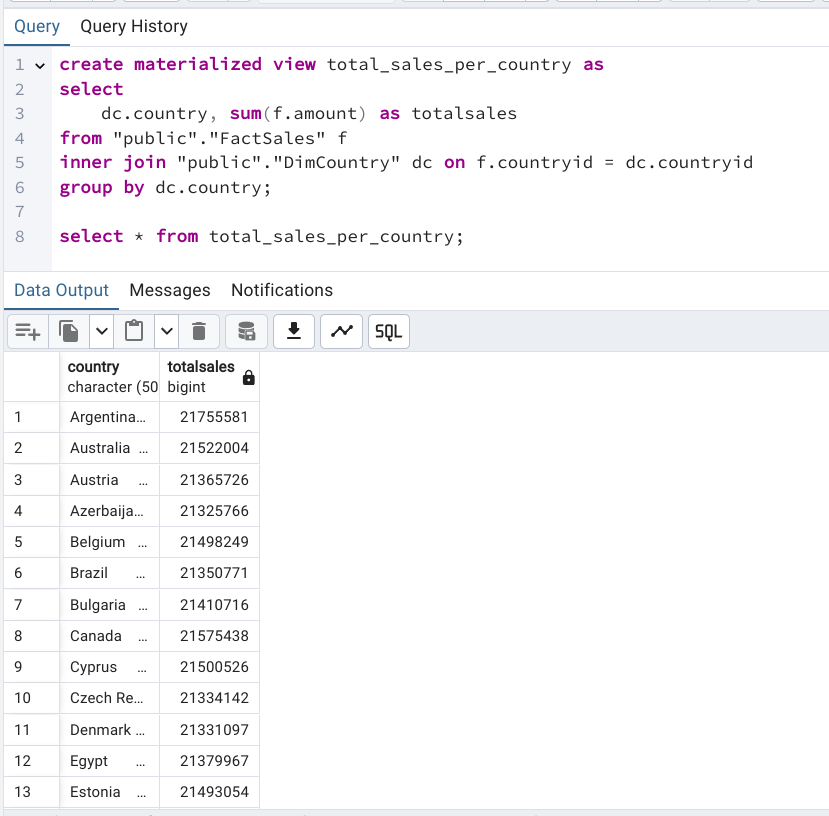 Query Query History
1 create materialized view total_sales_per_country as
2 select
3 dc.country, sum(f.amount) as totalsales
4 from "public"."FactSales" f
5 inner join "public"."DimCountry" dc on f.countryid = dc.countryid
6 group by dc.country;
7
8 select * from total_sales_per_country;
Data Output Messages Notifications
SQL
country totalsales
character (50 bigint
1 Argentina… 21755581
2 Australia … 21522004
3 Austria … 21365726
4 Azerbaija… 21325766
5 Belgium … 21498249
6 Brazil … 21350771
7 Bulgaria … 21410716
8 Canada … 21575438
9 Cyprus … 21500526
10 Czech Re… 21334142
11 Denmark … 21331097
12 Egypt … 21379967
13 Estonia … 21493054